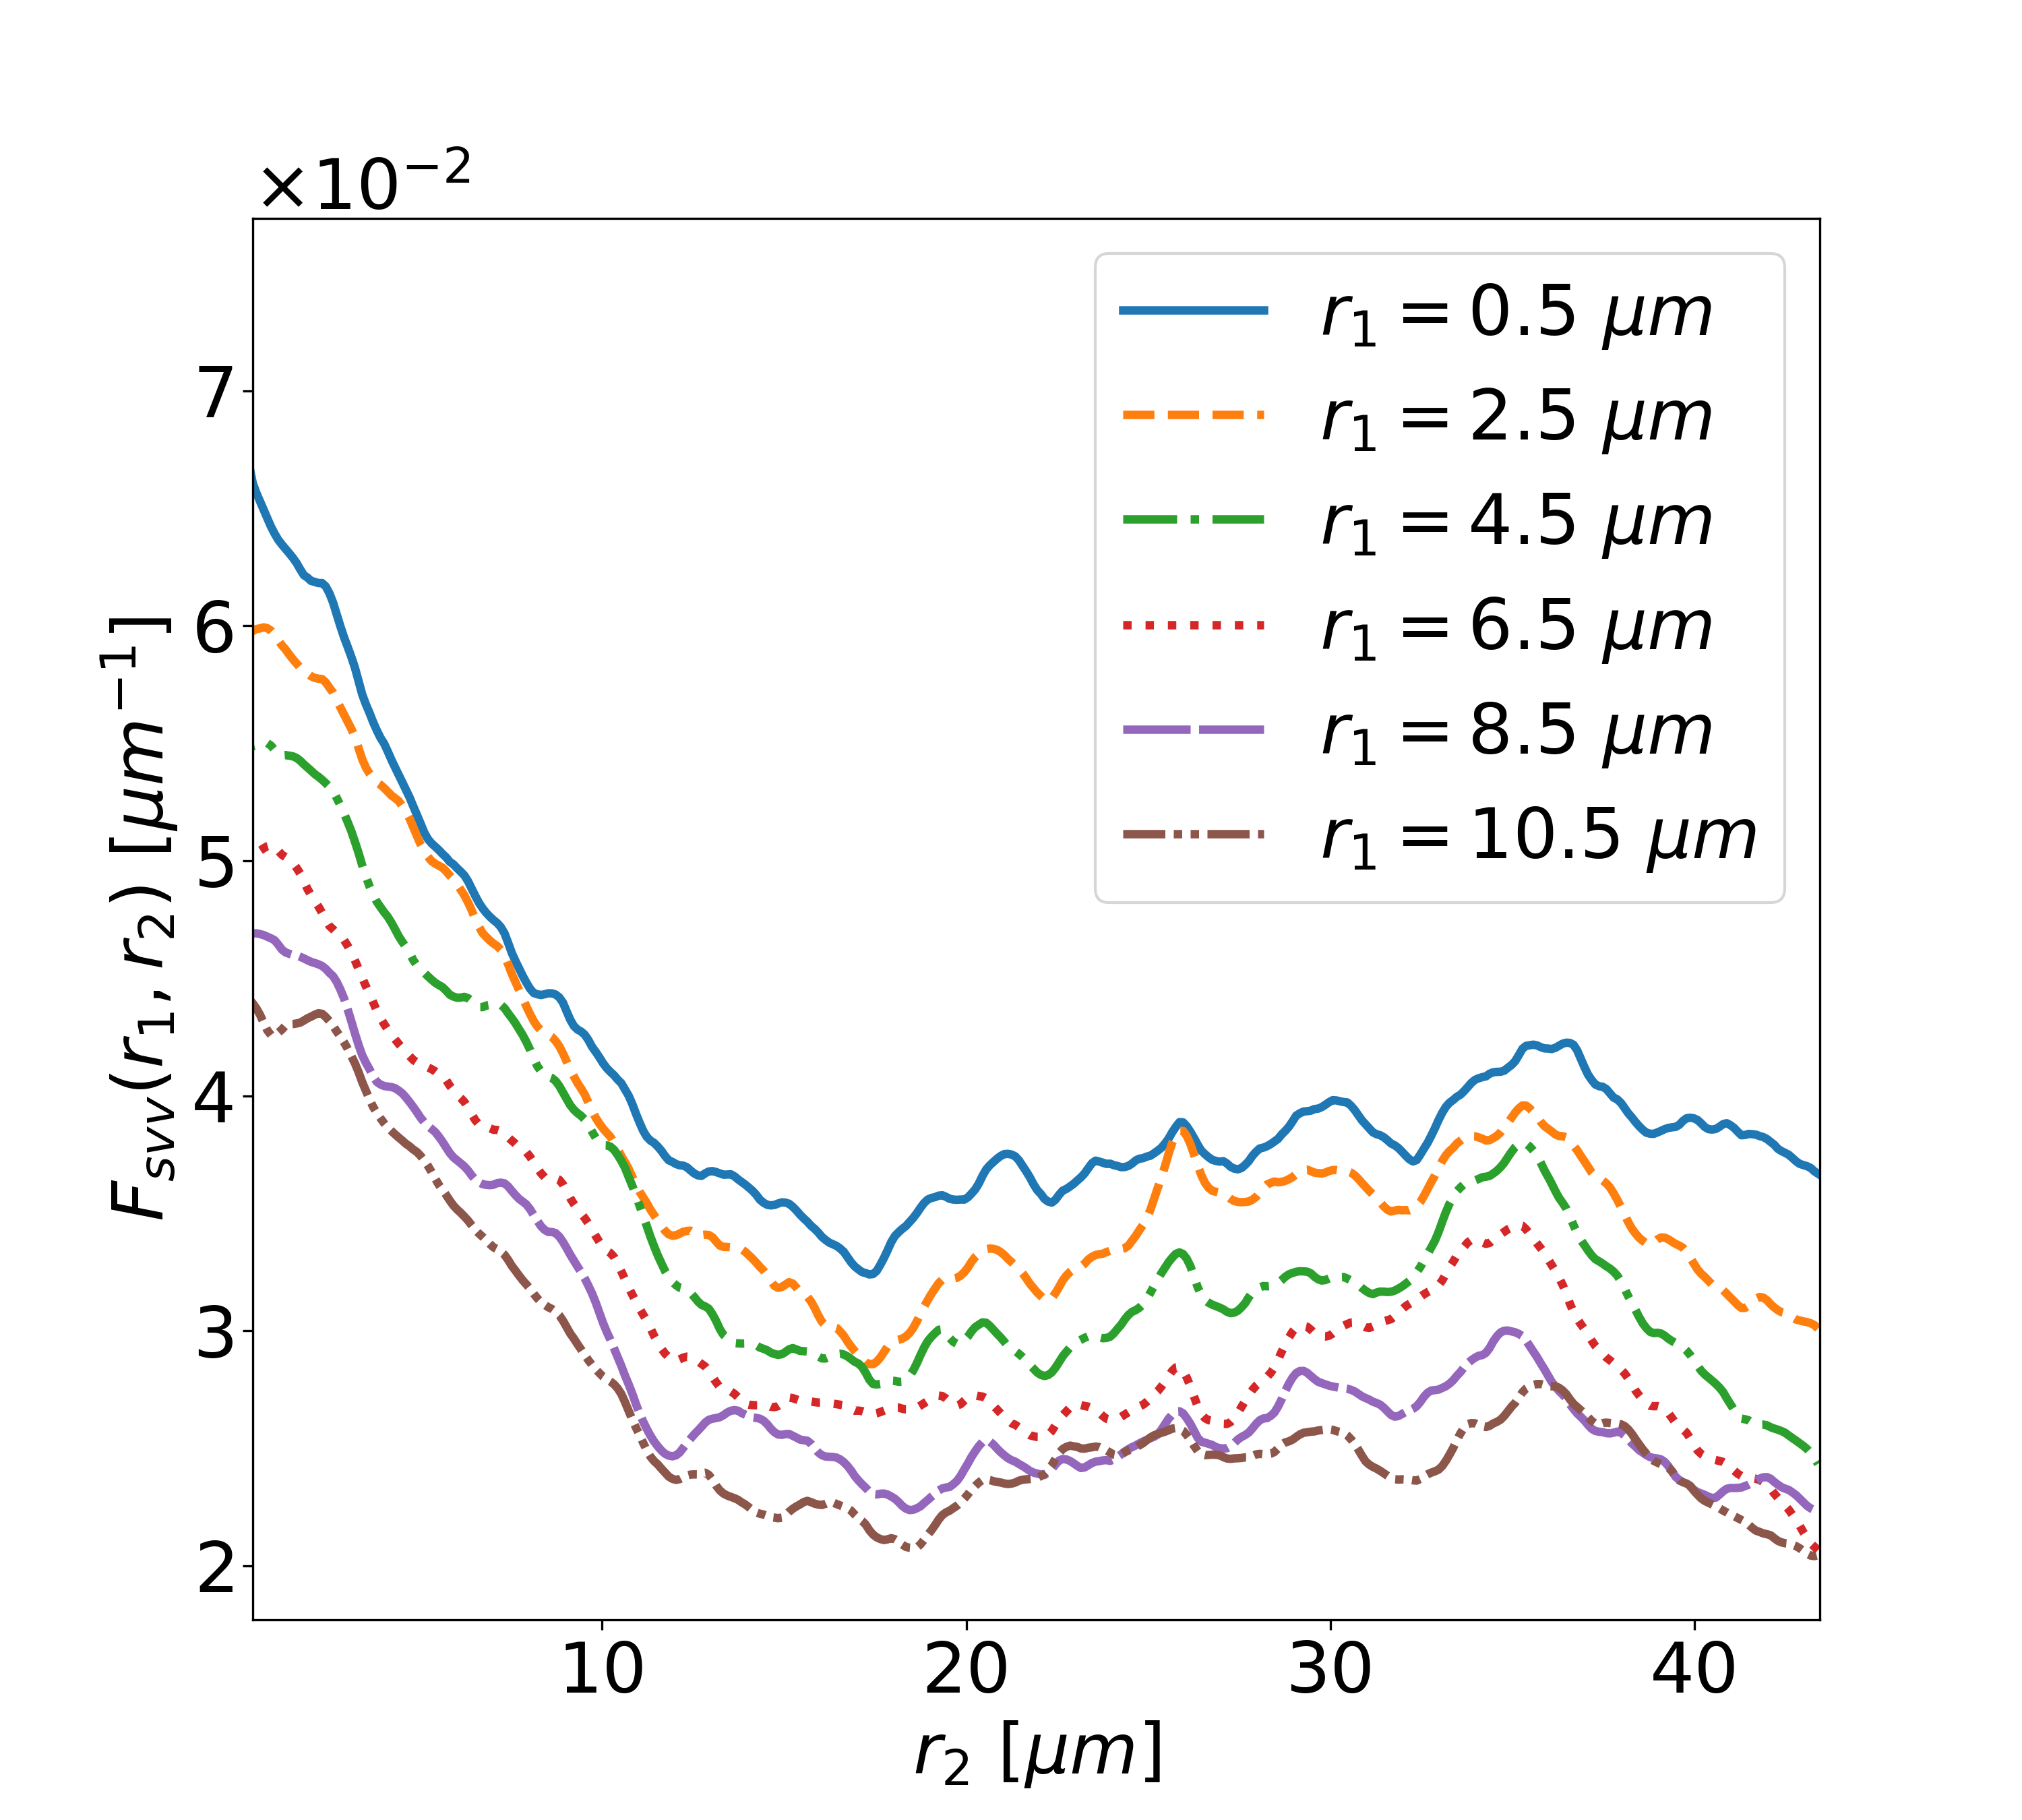 ×10⁻²
7
6
5
4
3
2
F_svv(r₁, r₂) [μm⁻¹]
r₁ = 0.5 μm
r₁ = 2.5 μm
r₁ = 4.5 μm
r₁ = 6.5 μm
r₁ = 8.5 μm
r₁ = 10.5 μm
10 20 30 40
r₂ [μm]